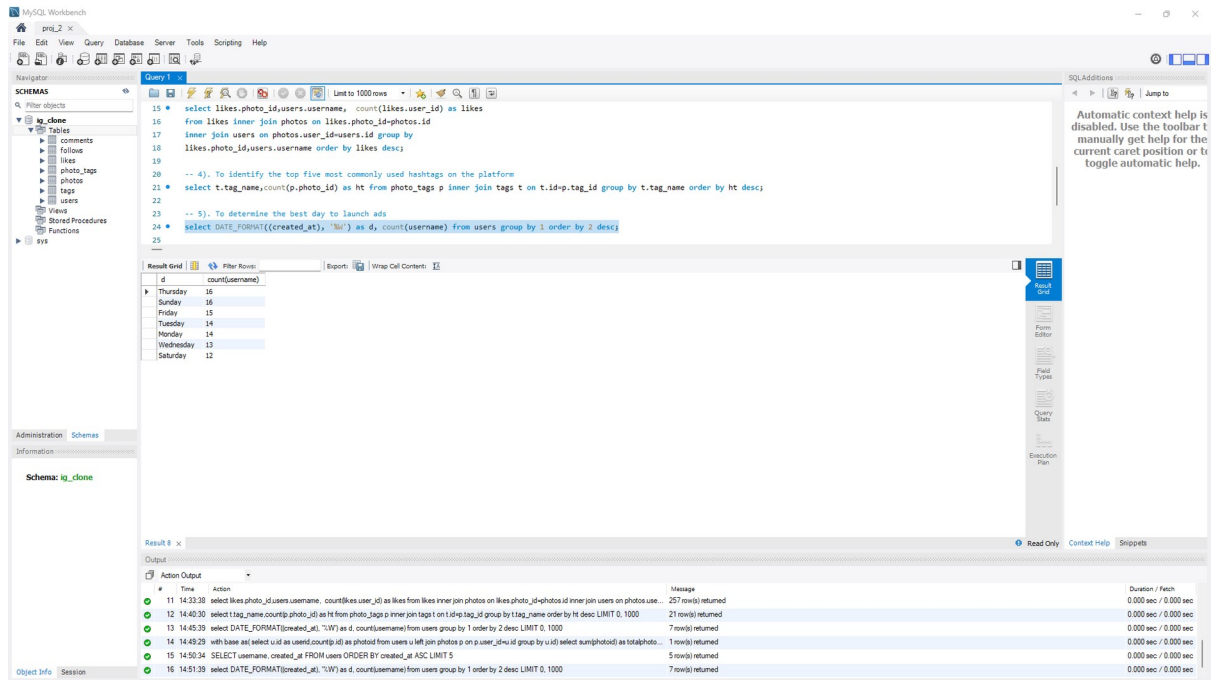 MySQL Workbench
proj_2 ×
File Edit View Query Database Server Tools Scripting Help
Navigator
SCHEMAS
Filter objects
ig_clone
Tables
comments
follows
likes
photo_tags
photos
tags
users
Views
Stored Procedures
Functions
sys
Administration Schemas
Information
Schema: ig_clone
Object Info Session
Query 1 ×
Limit to 1000 rows
15 select likes.photo_id,users.username, count(likes.user_id) as likes
16 from likes inner join photos on likes.photo_id=photos.id
17 inner join users on photos.user_id=users.id group by
18 likes.photo_id,users.username order by likes desc;
19
20 -- 4). To identify the top five most commonly used hashtags on the platform
21 select t.tag_name,count(p.photo_id) as ht from photo_tags p inner join tags t on t.id=p.tag_id group by t.tag_name order by ht desc;
22
23 -- 5). To determine the best day to launch ads
24 select DATE_FORMAT((created_at), '%W') as d, count(username) from users group by 1 order by 2 desc;
25
Result Grid Filter Rows: Export: Wrap Cell Content:
d count(username)
Thursday 16
Sunday 16
Friday 15
Tuesday 14
Monday 14
Wednesday 13
Saturday 12
Result Grid
Form Editor
Field Types
Query Stats
Execution Plan
Result 8 ×
Read Only
SQLAdditions
Jump to
Automatic context help is
disabled. Use the toolbar t
manually get help for the
current caret position or to
toggle automatic help.
Context Help Snippets
Output
Action Output
# Time Action Message Duration / Fetch
11 14:33:38 select likes.photo_id,users.username, count(likes.user_id) as likes from likes inner join photos on likes.photo_id=photos.id inner join users on photos.use... 257 row(s) returned 0.000 sec / 0.000 sec
12 14:40:30 select t.tag_name,count(p.photo_id) as ht from photo_tags p inner join tags t on t.id=p.tag_id group by t.tag_name order by ht desc LIMIT 0, 1000 21 row(s) returned 0.000 sec / 0.000 sec
13 14:45:39 select DATE_FORMAT((created_at), '%W') as d, count(username) from users group by 1 order by 2 desc LIMIT 0, 1000 7 row(s) returned 0.000 sec / 0.000 sec
14 14:49:29 with base as( select u.id as userid,count(p.id) as photoid from users u left join photos p on p.user_id=u.id group by u.id) select sum(photoid) as totalphoto... 1 row(s) returned 0.000 sec / 0.000 sec
15 14:50:34 SELECT username, created_at FROM users ORDER BY created_at ASC LIMIT 5 5 row(s) returned 0.000 sec / 0.000 sec
16 14:51:39 select DATE_FORMAT((created_at), '%W') as d, count(username) from users group by 1 order by 2 desc LIMIT 0, 1000 7 row(s) returned 0.000 sec / 0.000 sec